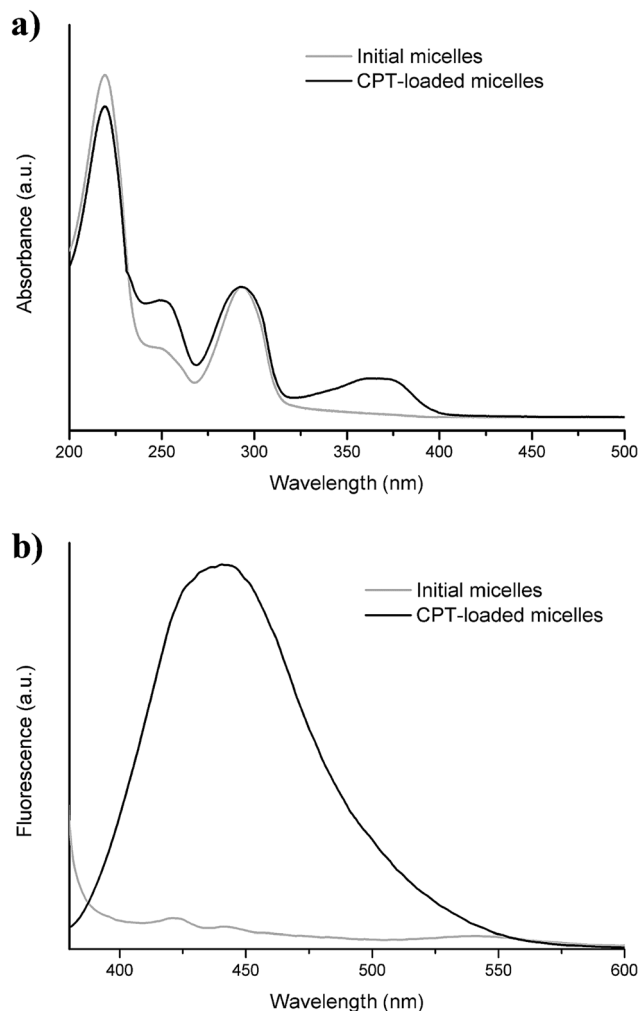 a)
Initial micelles
CPT-loaded micelles
Absorbance (a.u.)
200 250 300 350 400 450 500
Wavelength (nm)
b)
Initial micelles
CPT-loaded micelles
Fluorescence (a.u.)
400 450 500 550 600
Wavelength (nm)